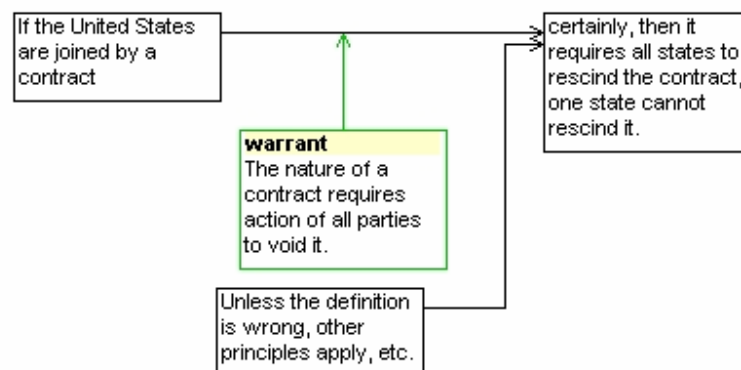 If the United States
are joined by a
contract
certainly, then it
requires all states to
rescind the contract,
one state cannot
rescind it.
warrant
The nature of a
contract requires
action of all parties
to void it.
Unless the definition
is wrong, other
principles apply, etc.